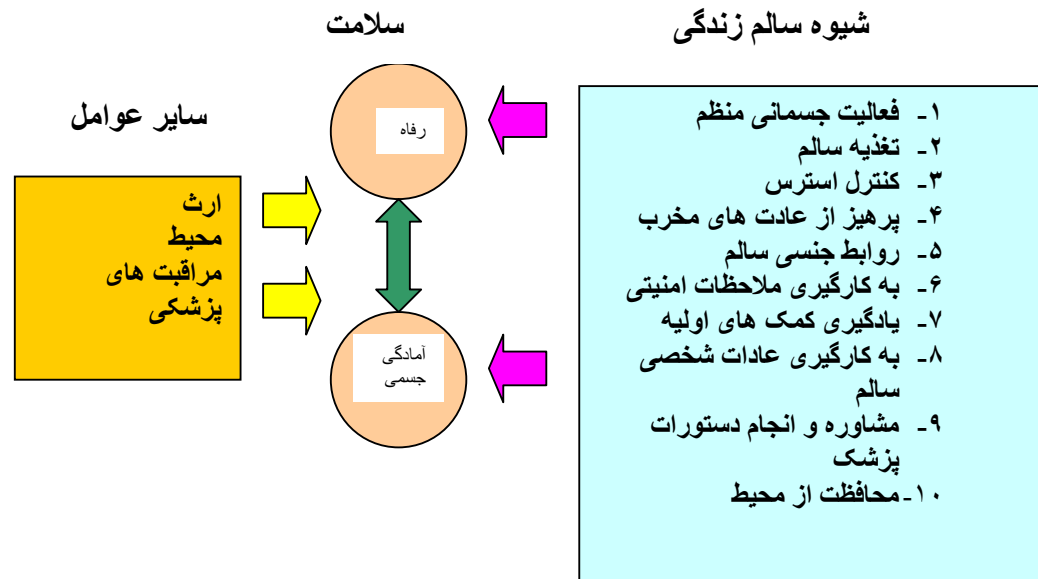 شیوه سالم زندگی
سلامت
سایر عوامل
۱- فعالیت جسمانی منظم
۲- تغذیه سالم
۳- کنترل استرس
۴- پرهیز از عادت های مخرب
۵- روابط جنسی سالم
۶- به کارگیری ملاحظات امنیتی
۷- یادگیری کمک های اولیه
۸- به کارگیری عادات شخصی
سالم
۹- مشاوره و انجام دستورات
پزشک
۱۰- محافظت از محیط
رفاه
آمادگی
جسمی
ارث
محیط
مراقبت های
پزشکی